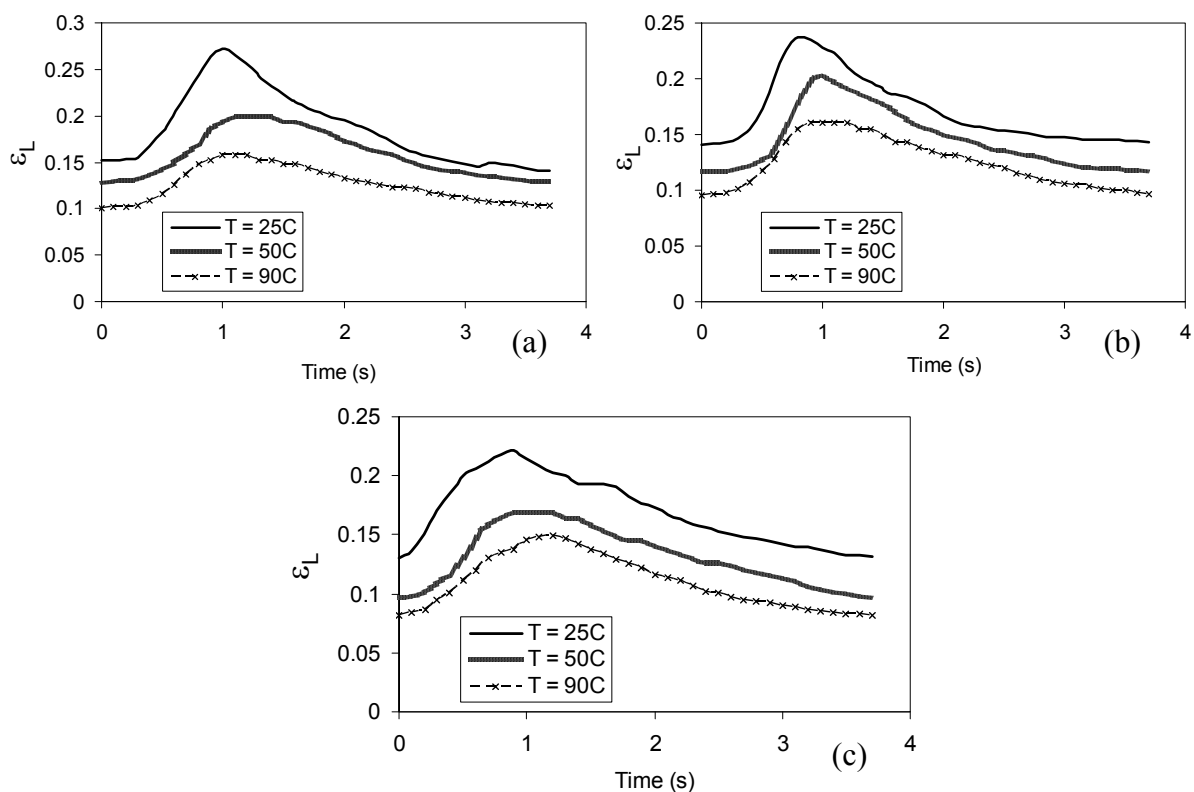 0.3
0.25
0.2
0.15
0.1
0.05
0
ε_L
T = 25C
T = 50C
T = 90C
0 1 2 3 4
Time (s)
(a)
0.25
0.2
0.15
0.1
0.05
0
ε_L
T = 25C
T = 50C
T = 90C
0 1 2 3 4
Time (s)
(b)
0.25
0.2
0.15
0.1
0.05
0
ε_L
T = 25C
T = 50C
T = 90C
0 1 2 3 4
Time (s)
(c)